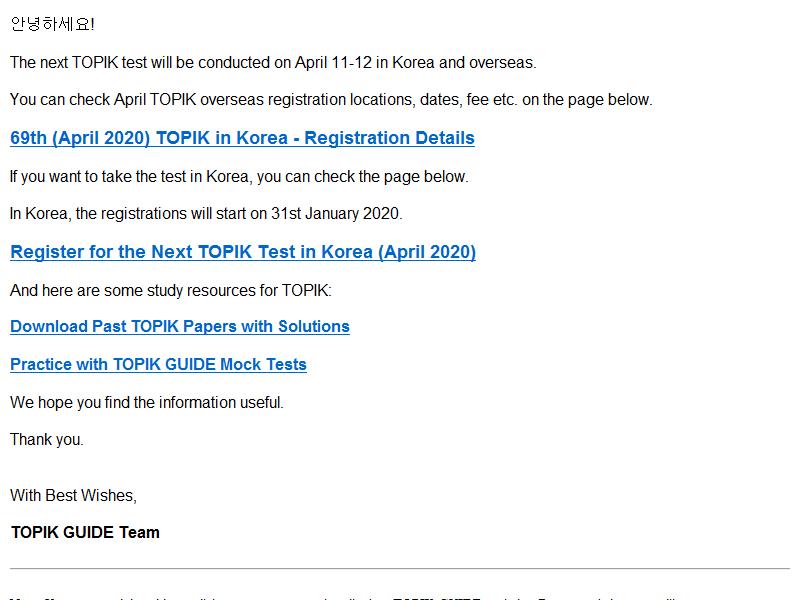 안녕하세요!
The next TOPIK test will be conducted on April 11-12 in Korea and overseas.
You can check April TOPIK overseas registration locations, dates, fee etc. on the page below.
69th (April 2020) TOPIK in Korea - Registration Details
If you want to take the test in Korea, you can check the page below.
In Korea, the registrations will start on 31st January 2020.
Register for the Next TOPIK Test in Korea (April 2020)
And here are some study resources for TOPIK:
Download Past TOPIK Papers with Solutions
Practice with TOPIK GUIDE Mock Tests
We hope you find the information useful.
Thank you.
With Best Wishes,
TOPIK GUIDE Team